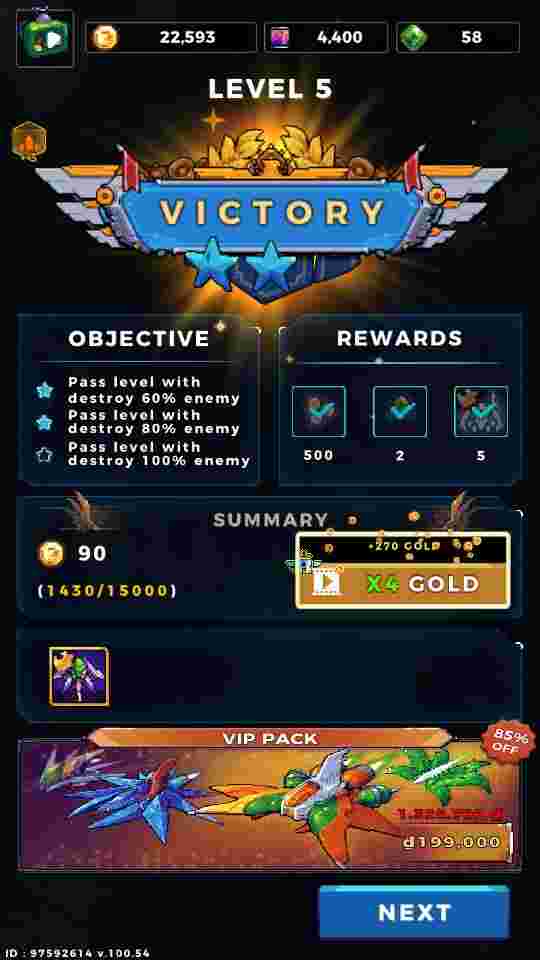 22,593
4,400
58
LEVEL 5
VICTORY
OBJECTIVE
Pass level with
destroy 60% enemy
Pass level with
destroy 80% enemy
Pass level with
destroy 100% enemy
REWARDS
500
2
5
SUMMARY
90
(1430/15000)
+270 GOLD
X4 GOLD
VIP PACK
85%
OFF
đ199,000
NEXT
ID : 97592614 v.100.54